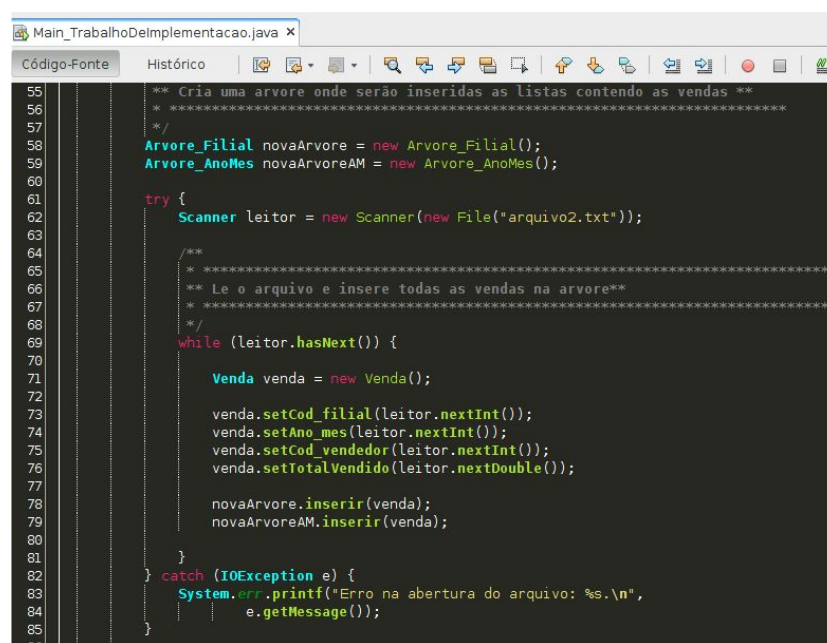 Main_TrabalhoDeImplementacao.java ×
Código-Fonte Histórico
55 ** Cria uma arvore onde serão inseridas as listas contendo as vendas **
56 * *************************************************************************
57 */
58 Arvore_Filial novaArvore = new Arvore_Filial();
59 Arvore_AnoMes novaArvoreAM = new Arvore_AnoMes();
60
61 try {
62 Scanner leitor = new Scanner(new File("arquivo2.txt"));
63
64 /**
65 * **************************************************************************
66 ** Le o arquivo e insere todas as vendas na arvore**
67 * **************************************************************************
68 */
69 while (leitor.hasNext()) {
70
71 Venda venda = new Venda();
72
73 venda.setCod_filial(leitor.nextInt());
74 venda.setAno_mes(leitor.nextInt());
75 venda.setCod_vendedor(leitor.nextInt());
76 venda.setTotalVendido(leitor.nextDouble());
77
78 novaArvore.inserir(venda);
79 novaArvoreAM.inserir(venda);
80
81 }
82 } catch (IOException e) {
83 System.err.printf("Erro na abertura do arquivo: %s.\n",
84 e.getMessage());
85 }